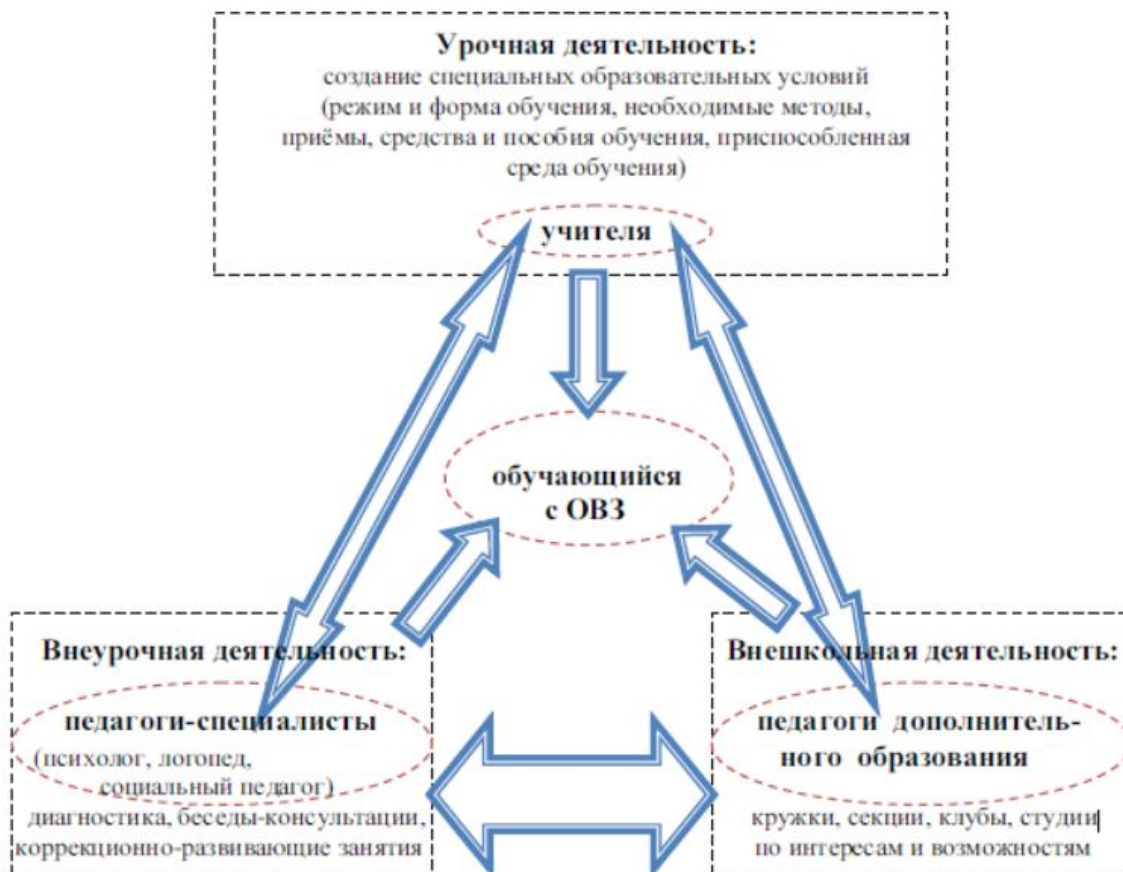 Урочная деятельность:
создание специальных образовательных условий
(режим и форма обучения, необходимые методы,
приёмы, средства и пособия обучения, приспособленная
среда обучения)
учителя
обучающийся
с ОВЗ
Внеурочная деятельность:
педагоги-специалисты
(психолог, логопед,
социальный педагог)
диагностика, беседы-консультации,
коррекционно-развивающие занятия
Внешкольная деятельность:
педагоги дополнитель-
ного образования
кружки, секции, клубы, студии
по интересам и возможностям